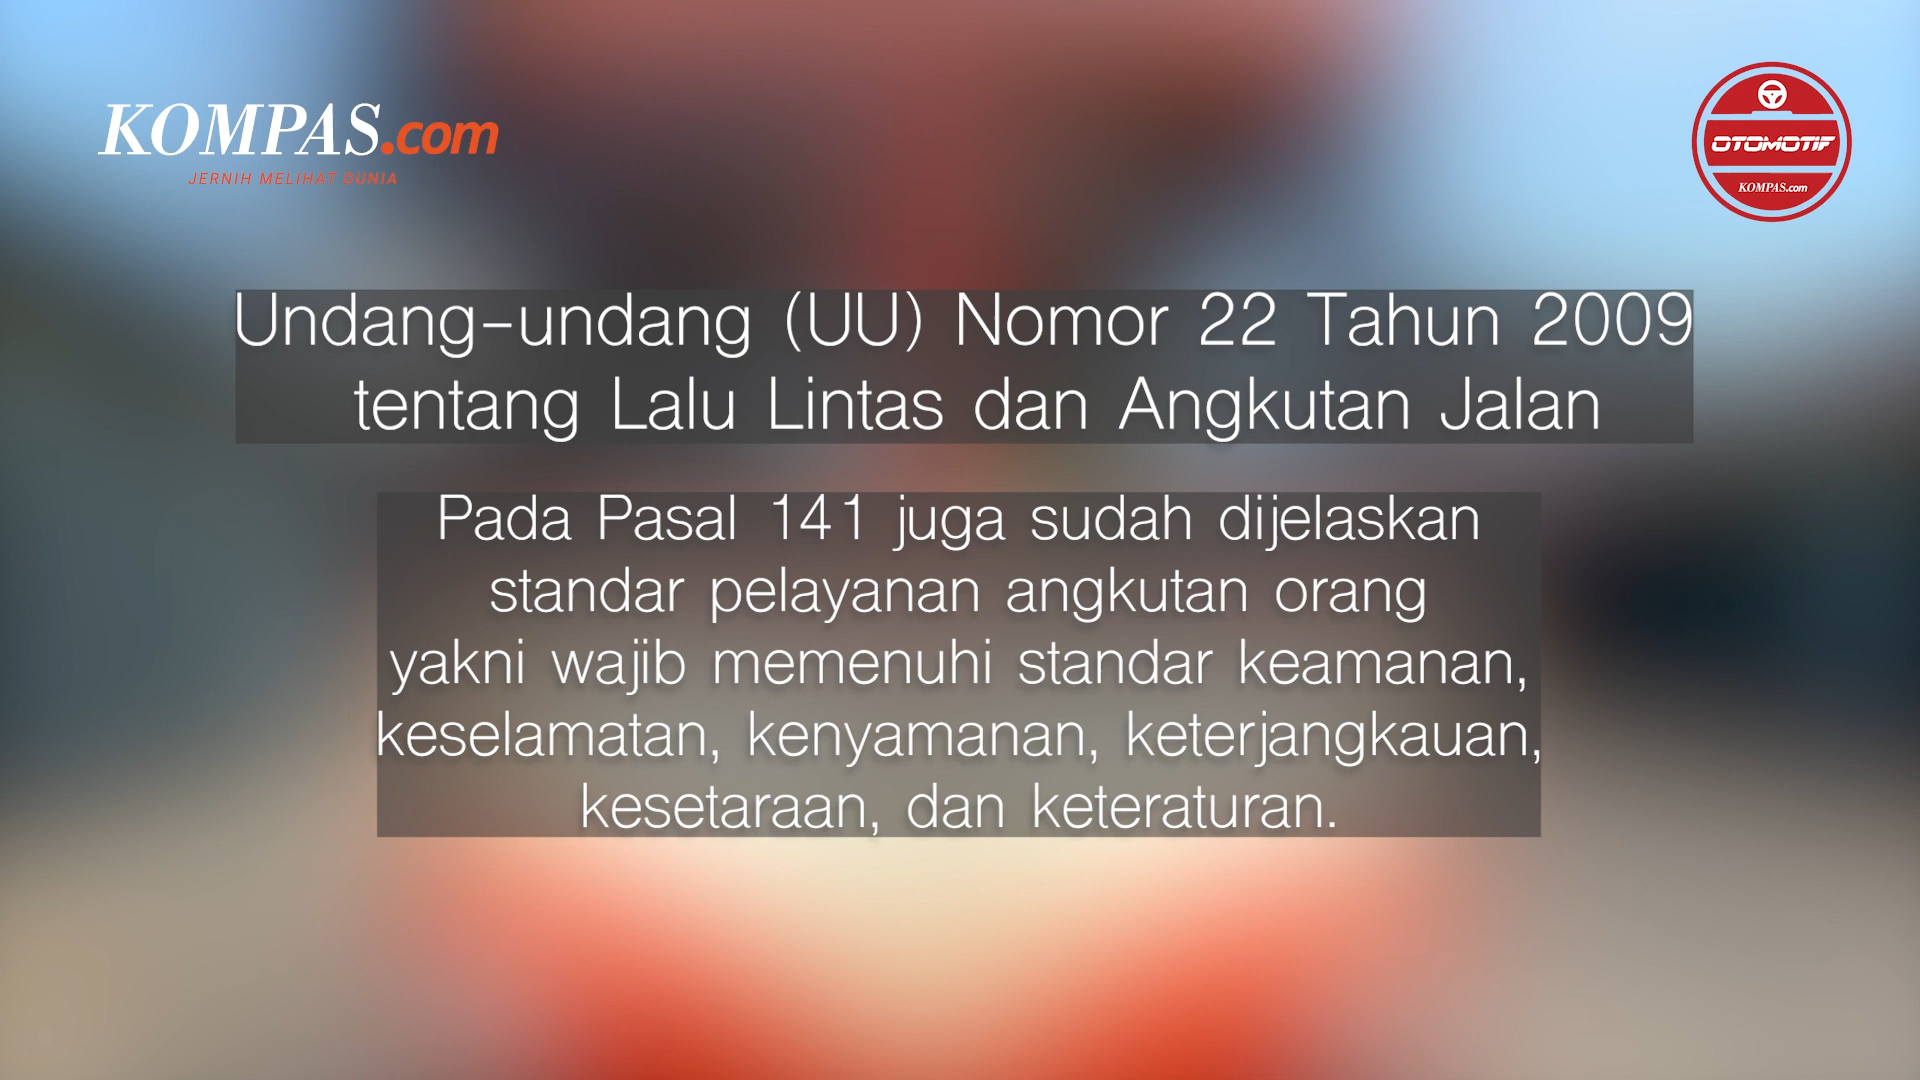 KOMPAS.com
JERNIH MELIHAT DUNIA
OTOMOTIF
KOMPAS.com
Undang-undang (UU) Nomor 22 Tahun 2009
tentang Lalu Lintas dan Angkutan Jalan
Pada Pasal 141 juga sudah dijelaskan
standar pelayanan angkutan orang
yakni wajib memenuhi standar keamanan,
keselamatan, kenyamanan, keterjangkauan,
kesetaraan, dan keteraturan.